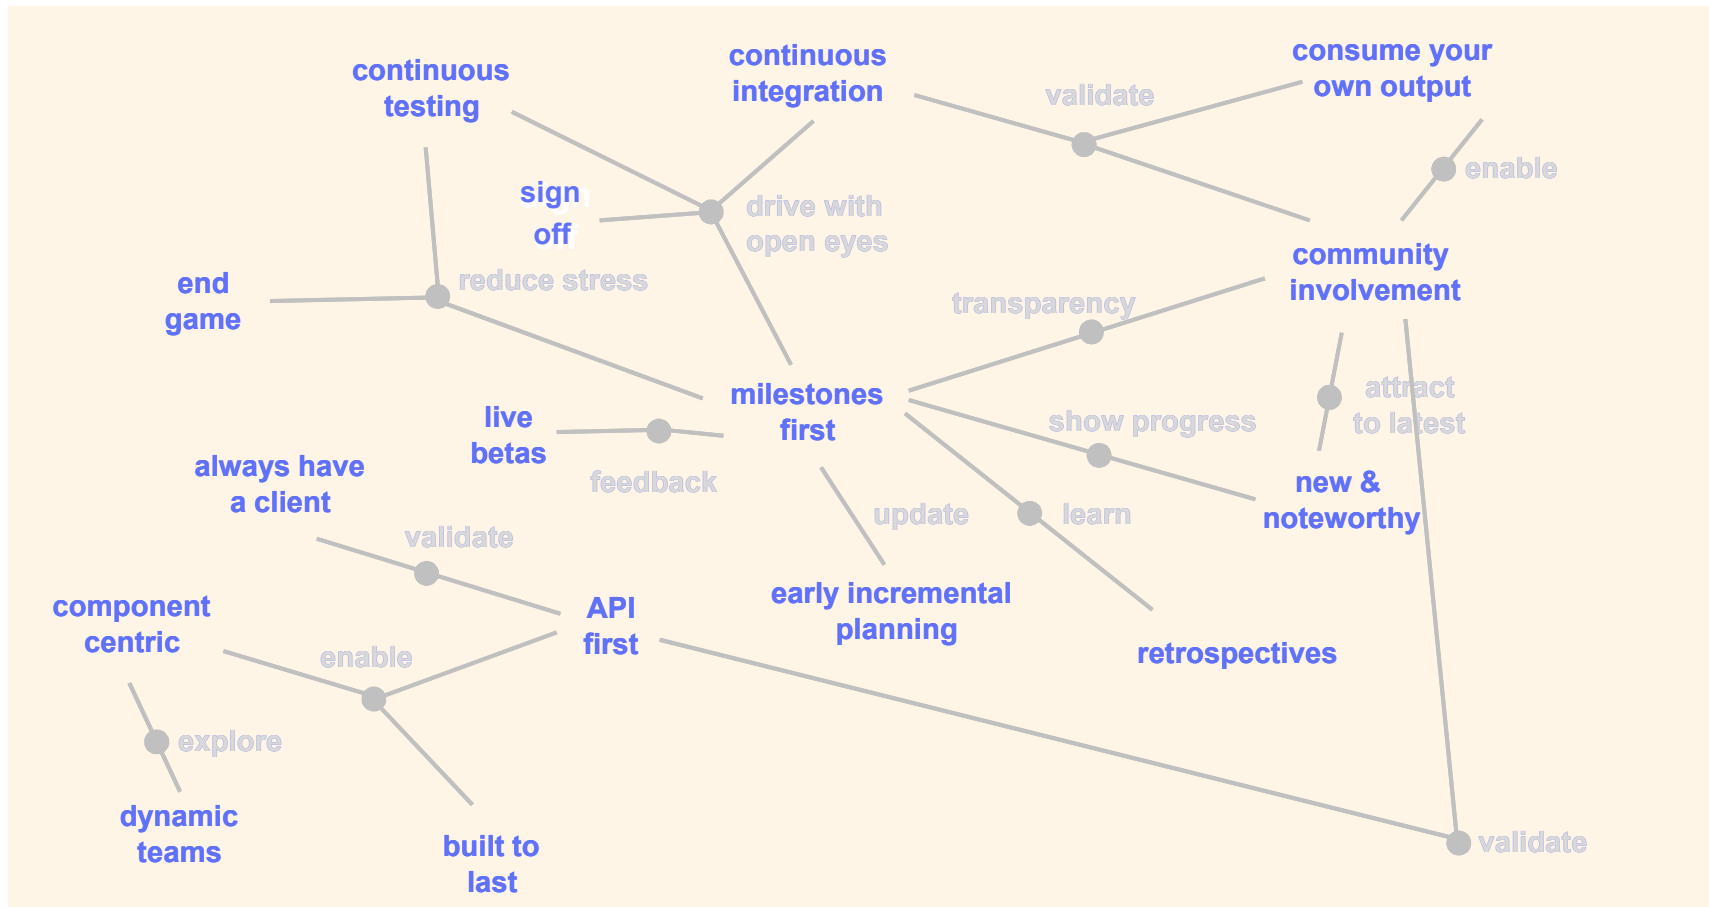 continuous
testing
continuous
integration
consume your
own output
validate
enable
sign
off
drive with
open eyes
reduce stress
end
game
community
involvement
transparency
milestones
first
live
betas
feedback
attract
to latest
show progress
new &
noteworthy
always have
a client
update
learn
validate
early incremental
planning
retrospectives
component
centric
API
first
enable
explore
dynamic
teams
built to
last
validate